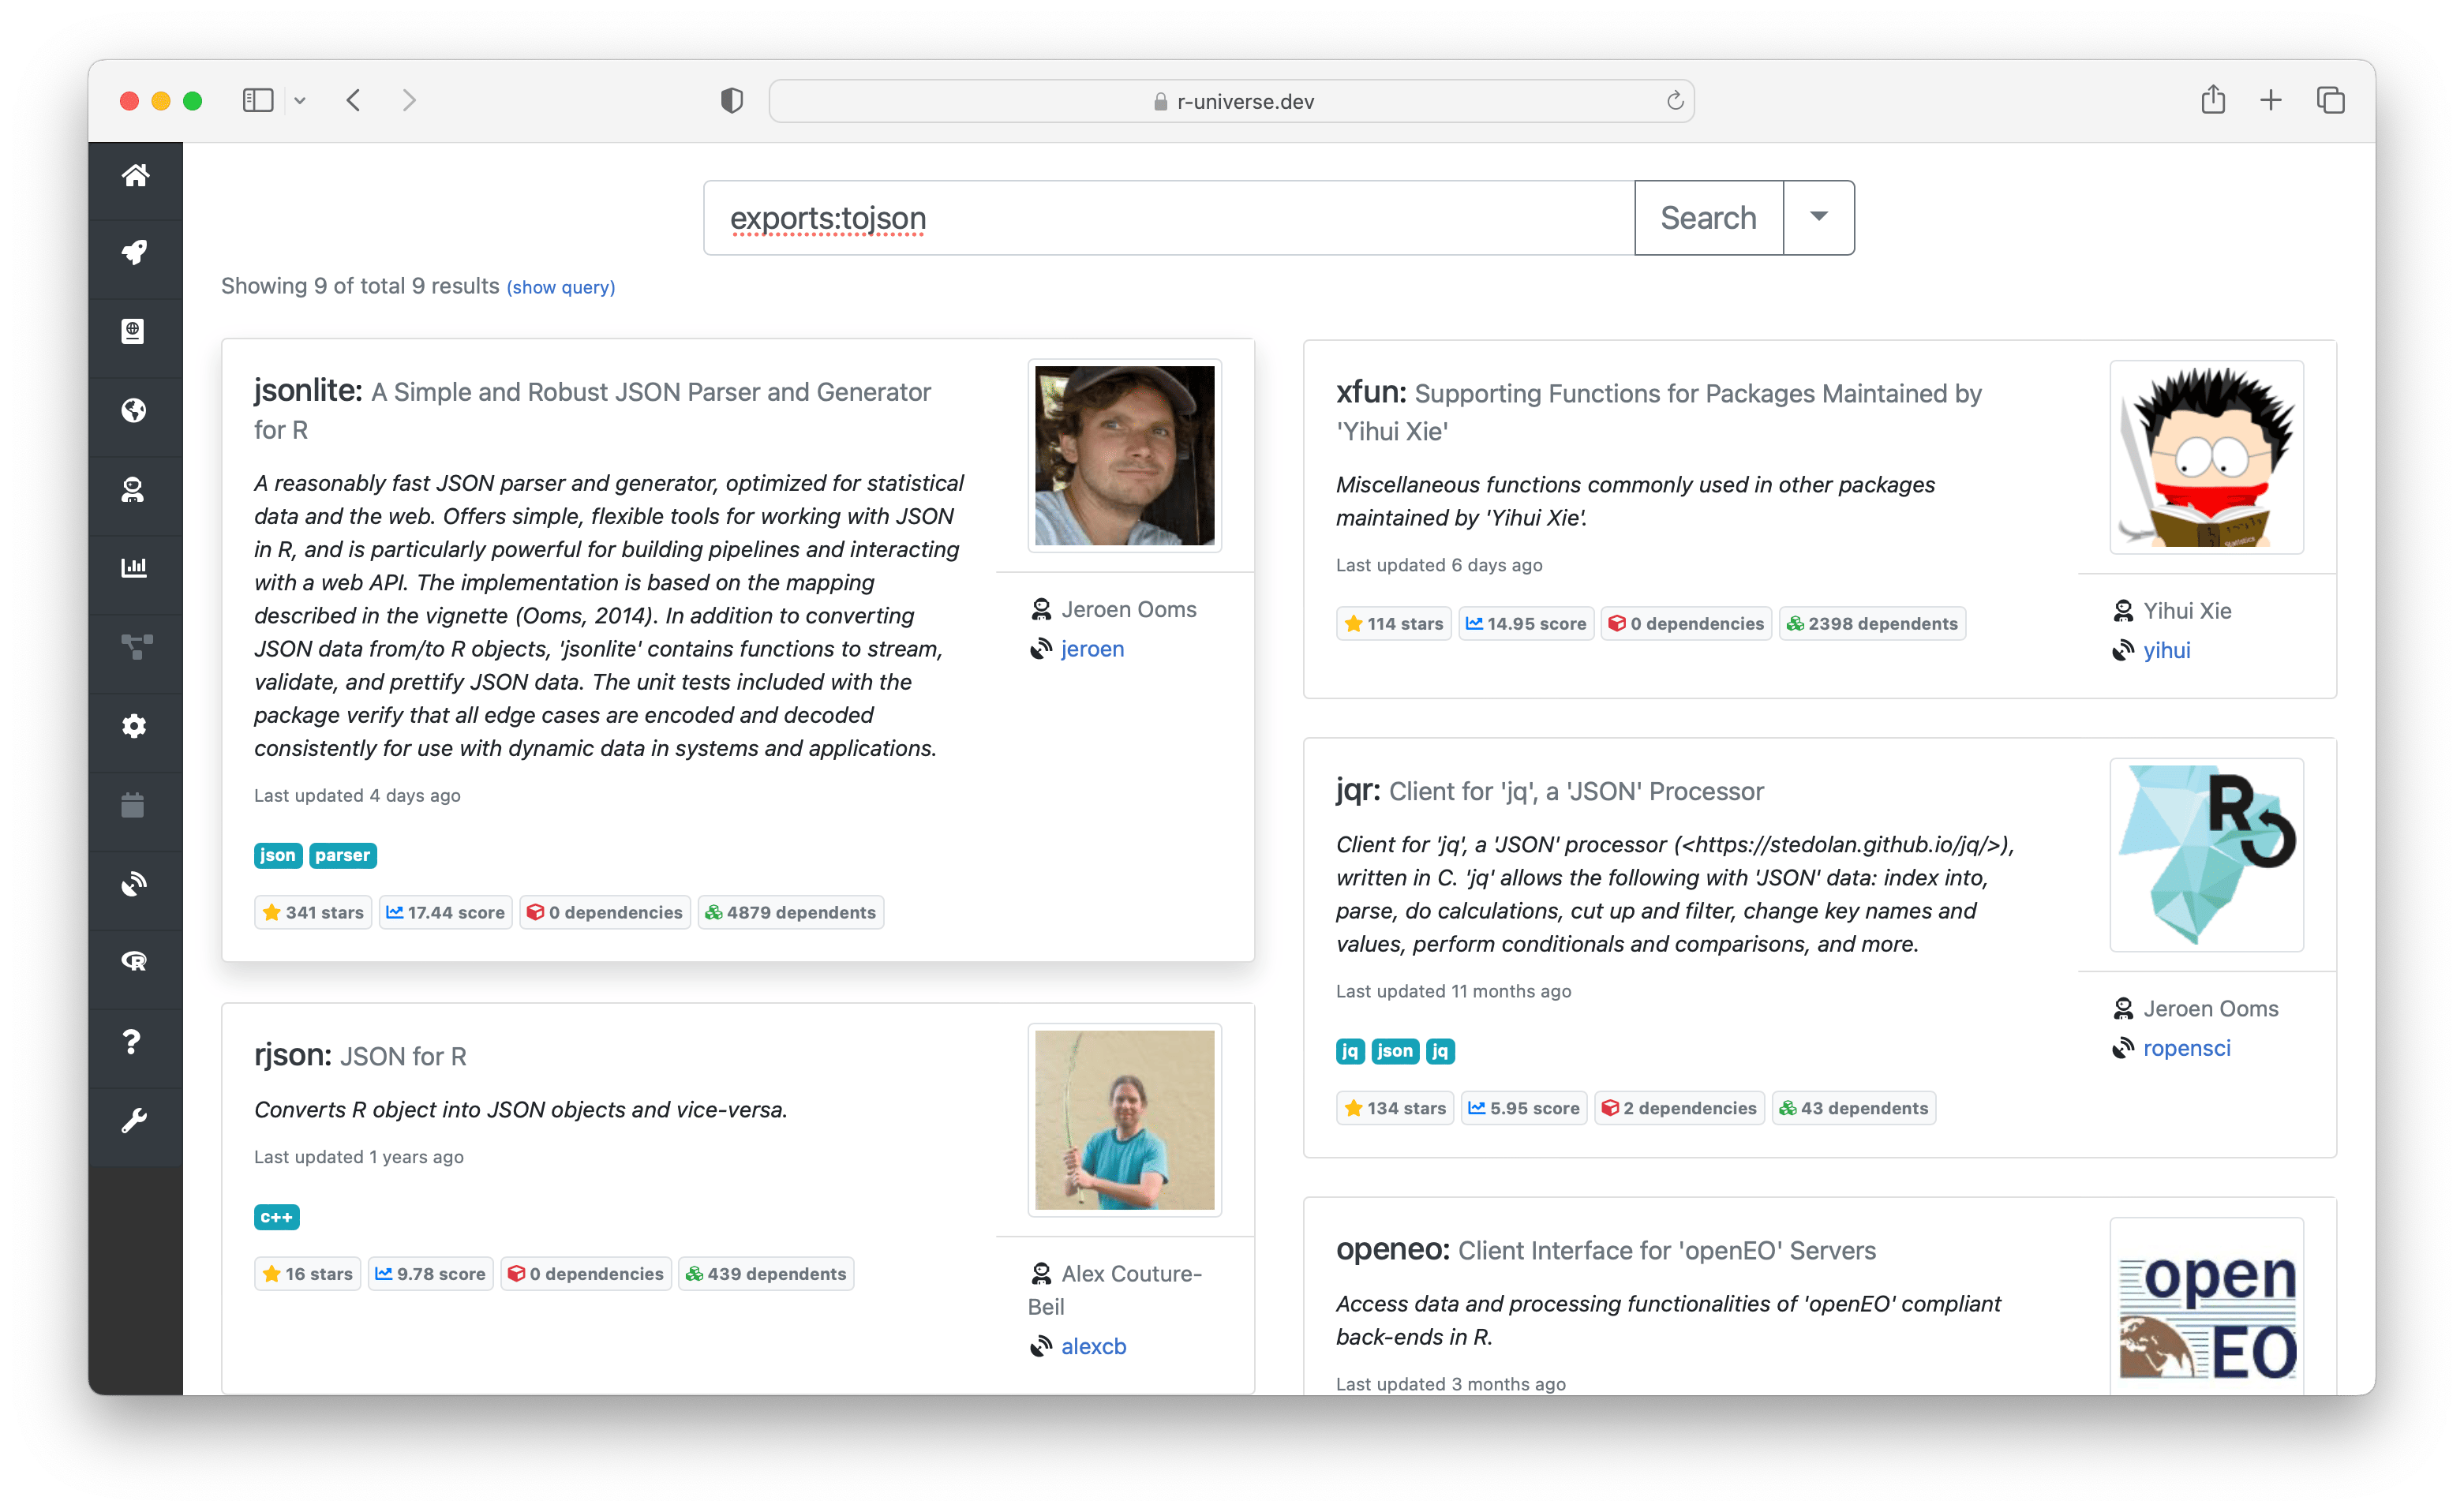 r-universe.dev
exports:tojson
Search
Showing 9 of total 9 results (show query)
jsonlite: A Simple and Robust JSON Parser and Generator
for R
A reasonably fast JSON parser and generator, optimized for statistical
data and the web. Offers simple, flexible tools for working with JSON
in R, and is particularly powerful for building pipelines and interacting
with a web API. The implementation is based on the mapping
described in the vignette (Ooms, 2014). In addition to converting
JSON data from/to R objects, 'jsonlite' contains functions to stream,
validate, and prettify JSON data. The unit tests included with the
package verify that all edge cases are encoded and decoded
consistently for use with dynamic data in systems and applications.
Last updated 4 days ago
json parser
341 stars 17.44 score 0 dependencies 4879 dependents
Jeroen Ooms
jeroen
rjson: JSON for R
Converts R object into JSON objects and vice-versa.
Last updated 1 years ago
c++
16 stars 9.78 score 0 dependencies 439 dependents
Alex Couture-
Beil
alexcb
xfun: Supporting Functions for Packages Maintained by
'Yihui Xie'
Miscellaneous functions commonly used in other packages
maintained by 'Yihui Xie'.
Last updated 6 days ago
114 stars 14.95 score 0 dependencies 2398 dependents
Statistics
Yihui Xie
yihui
jqr: Client for 'jq', a 'JSON' Processor
Client for 'jq', a 'JSON' processor (<https://stedolan.github.io/jq/>),
written in C. 'jq' allows the following with 'JSON' data: index into,
parse, do calculations, cut up and filter, change key names and
values, perform conditionals and comparisons, and more.
Last updated 11 months ago
jq json jq
134 stars 5.95 score 2 dependencies 43 dependents
R
Jeroen Ooms
ropensci
openeo: Client Interface for 'openEO' Servers
Access data and processing functionalities of 'openEO' compliant
back-ends in R.
Last updated 3 months ago
open
EO